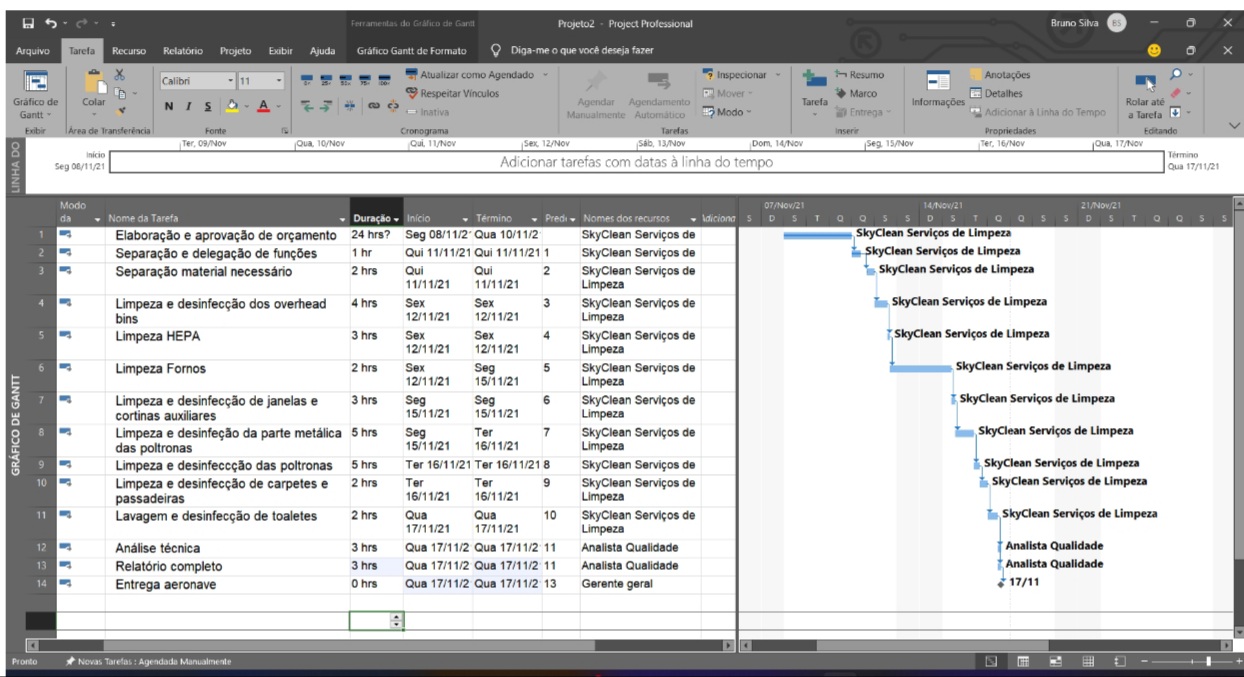 Ferramentas do Gráfico de Gantt
Projeto2 - Project Professional
Bruno Silva BS
Arquivo Tarefa Recurso Relatório Projeto Exibir Ajuda Gráfico Gantt de Formato Diga-me o que você deseja fazer
Gráfico de Gantt
Exibir
Colar
Área de Transferência
Calibri 11
N I S A
Fonte
Atualizar como Agendado
Respeitar Vínculos
Inativa
Cronograma
Agendar Manualmente
Agendamento Automático
Inspecionar
Mover
Modo
Tarefas
Tarefa
Resumo
Marco
Entrega
Inserir
Informações
Anotações
Detalhes
Adicionar à Linha do Tempo
Propriedades
Rolar até a Tarefa
Editando
LINHA DO
Ter, 09/Nov Qua, 10/Nov Qui, 11/Nov Sex, 12/Nov Sáb, 13/Nov Dom, 14/Nov Seg, 15/Nov Ter, 16/Nov Qua, 17/Nov
Início
Seg 08/11/21
Adicionar tarefas com datas à linha do tempo
Término
Qua 17/11/21
GRÁFICO DE GANTT
Modo da Nome da Tarefa Duração Início Término Pred Nomes dos recursos Adiciona
07/Nov/21 14/Nov/21 21/Nov/21
S D S T Q Q S S D S T Q Q S S D S T Q Q S S
1 Elaboração e aprovação de orçamento 24 hrs? Seg 08/11/2 Qua 10/11/2 SkyClean Serviços de
2 Separação e delegação de funções 1 hr Qui 11/11/21 Qui 11/11/21 1 SkyClean Serviços de
3 Separação material necessário 2 hrs Qui 11/11/21 Qui 11/11/21 2 SkyClean Serviços de Limpeza
4 Limpeza e desinfecção dos overhead bins 4 hrs Sex 12/11/21 Sex 12/11/21 3 SkyClean Serviços de Limpeza
5 Limpeza HEPA 3 hrs Sex 12/11/21 Sex 12/11/21 4 SkyClean Serviços de Limpeza
6 Limpeza Fornos 2 hrs Sex 12/11/21 Seg 15/11/21 5 SkyClean Serviços de Limpeza
7 Limpeza e desinfecção de janelas e cortinas auxiliares 3 hrs Seg 15/11/21 Seg 15/11/21 6 SkyClean Serviços de Limpeza
8 Limpeza e desinfeção da parte metálica das poltronas 5 hrs Seg 15/11/21 Ter 16/11/21 7 SkyClean Serviços de Limpeza
9 Limpeza e desinfeccção das poltronas 5 hrs Ter 16/11/21 Ter 16/11/21 8 SkyClean Serviços de
10 Limpeza e desinfecção de carpetes e passadeiras 2 hrs Ter 16/11/21 Ter 16/11/21 9 SkyClean Serviços de Limpeza
11 Lavagem e desinfecção de toaletes 2 hrs Qua 17/11/21 Qua 17/11/21 10 SkyClean Serviços de Limpeza
12 Análise técnica 3 hrs Qua 17/11/2 Qua 17/11/2 11 Analista Qualidade
13 Relatório completo 3 hrs Qua 17/11/2 Qua 17/11/2 11 Analista Qualidade
14 Entrega aeronave 0 hrs Qua 17/11/2 Qua 17/11/2 13 Gerente geral
SkyClean Serviços de Limpeza
SkyClean Serviços de Limpeza
SkyClean Serviços de Limpeza
SkyClean Serviços de Limpeza
SkyClean Serviços de Limpeza
SkyClean Serviços de Limpeza
SkyClean Serviços de Limpeza
SkyClean Serviços de Limpeza
SkyClean Serviços de Limpeza
SkyClean Serviços de Limpeza
SkyClean Serviços de Limpeza
Analista Qualidade
Analista Qualidade
17/11
Pronto Novas Tarefas : Agendada Manualmente